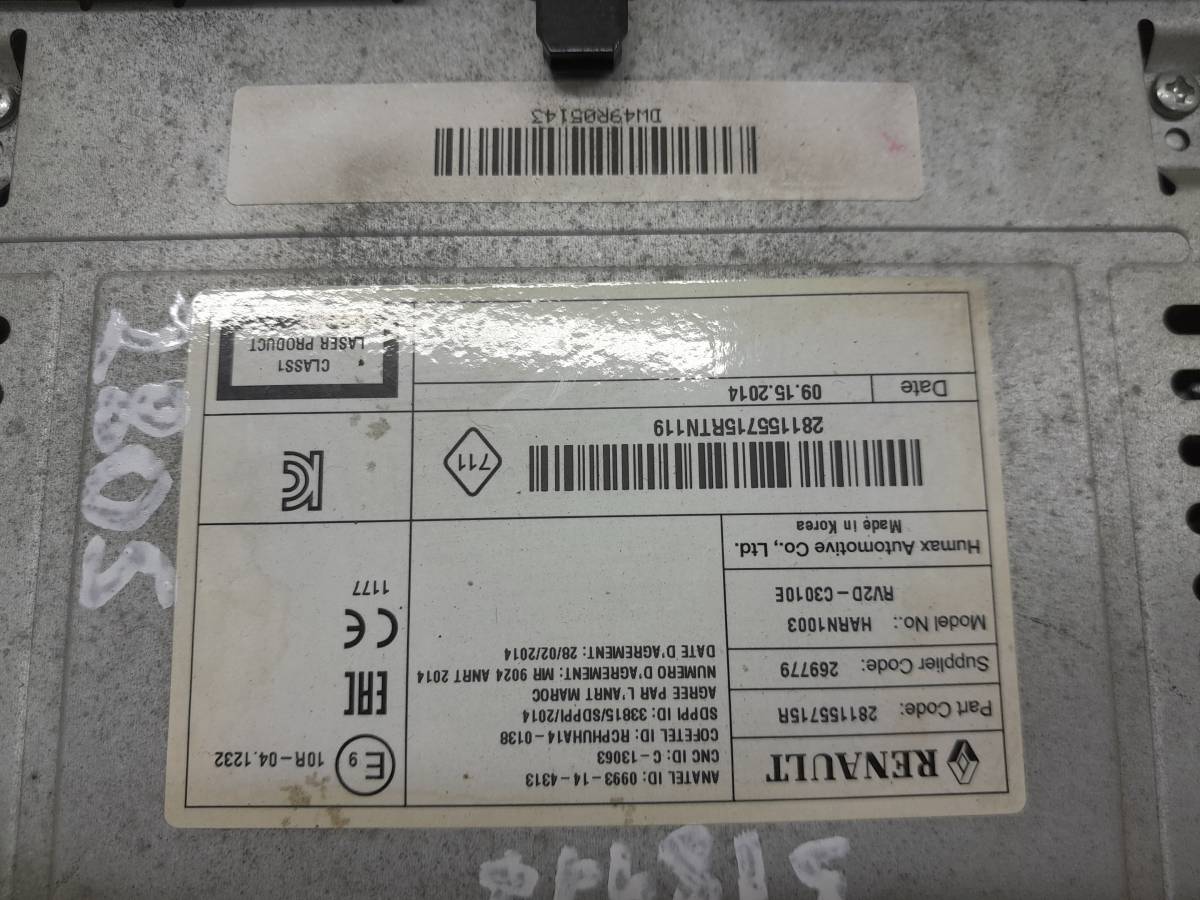 RENAULT
Part Code: 281155715R
Supplier Code: 269779
Model No.: HARN1003
RV2D-C3010E
Humax Automotive Co., Ltd.
Made in Korea
ANATEL ID: 0993-14-4313
CNC ID: C-13063
COFETEL ID: RCPHUHA14-0138
SDPPI ID: 33815/SDPPI/2014
AGREE PAR L'ANRT MAROC
NUMERO D'AGREMENT: MR 9024 ANRT 2014
DATE D'AGREMENT: 28/02/2014
E9 10R-04.1232
EAC
CE
1177
281155715RTN119
711
KC
Date 09.15.2014
CLASS1
LASER PRODUCT
DW49R05143